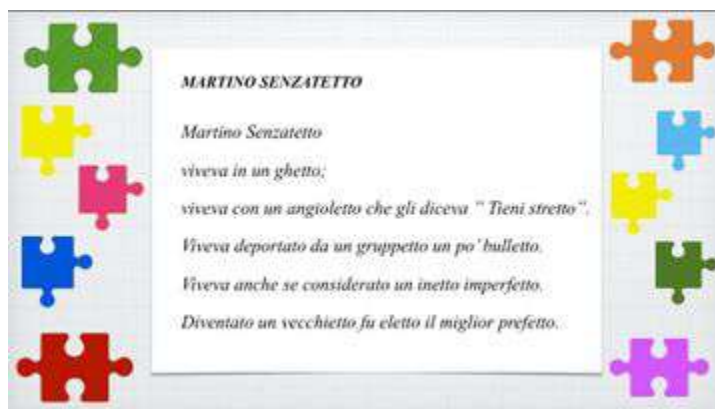 MARTINO SENZATETTO
Martino Senzatetto
viveva in un ghetto;
viveva con un angioletto che gli diceva " Tieni stretto".
Viveva deportato da un gruppetto un po' bulletto.
Viveva anche se considerato un inetto imperfetto.
Diventato un vecchietto fu eletto il miglior prefetto.